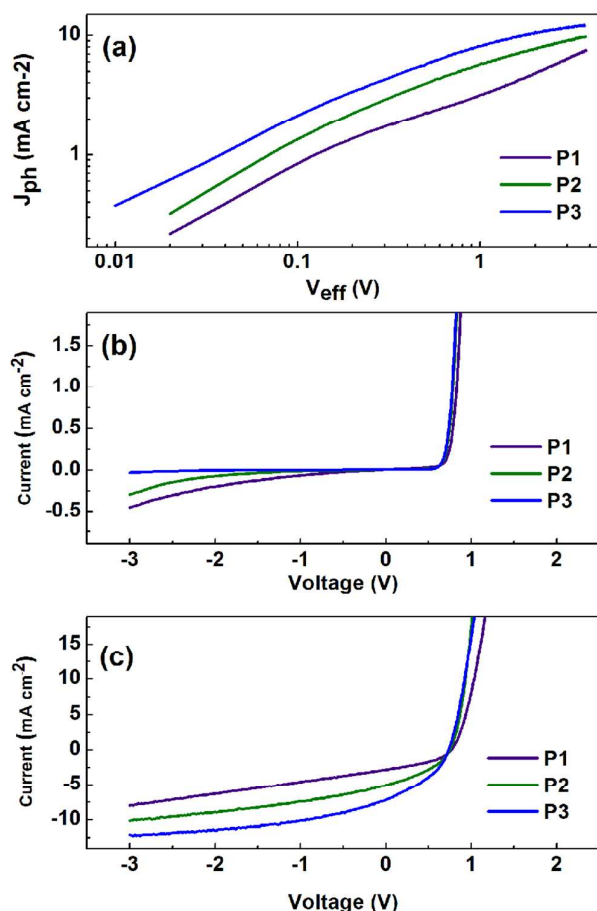 (a)
J_ph (mA cm-2)
10
1
P1
P2
P3
0.01 0.1 1
V_eff (V)
(b)
Current (mA cm⁻²)
1.5
1.0
0.5
0.0
-0.5
P1
P2
P3
-3 -2 -1 0 1 2
Voltage (V)
(c)
Current (mA cm⁻²)
15
10
5
0
-5
-10
P1
P2
P3
-3 -2 -1 0 1 2
Voltage (V)